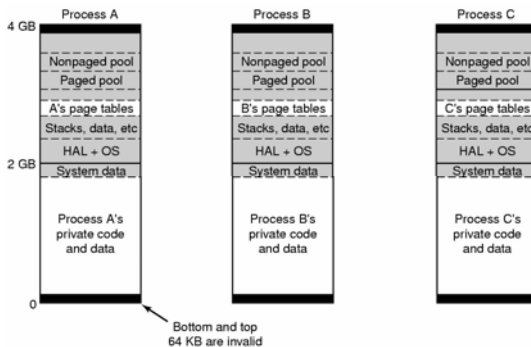 Process A
Process B
Process C
4 GB
Nonpaged pool
Nonpaged pool
Nonpaged pool
Paged pool
Paged pool
Paged pool
A's page tables
B's page tables
C's page tables
Stacks, data, etc
Stacks, data, etc
Stacks, data, etc
HAL + OS
HAL + OS
HAL + OS
2 GB
System data
System data
System data
Process A's
private code
and data
Process B's
private code
and data
Process C's
private code
and data
0
Bottom and top
64 KB are invalid